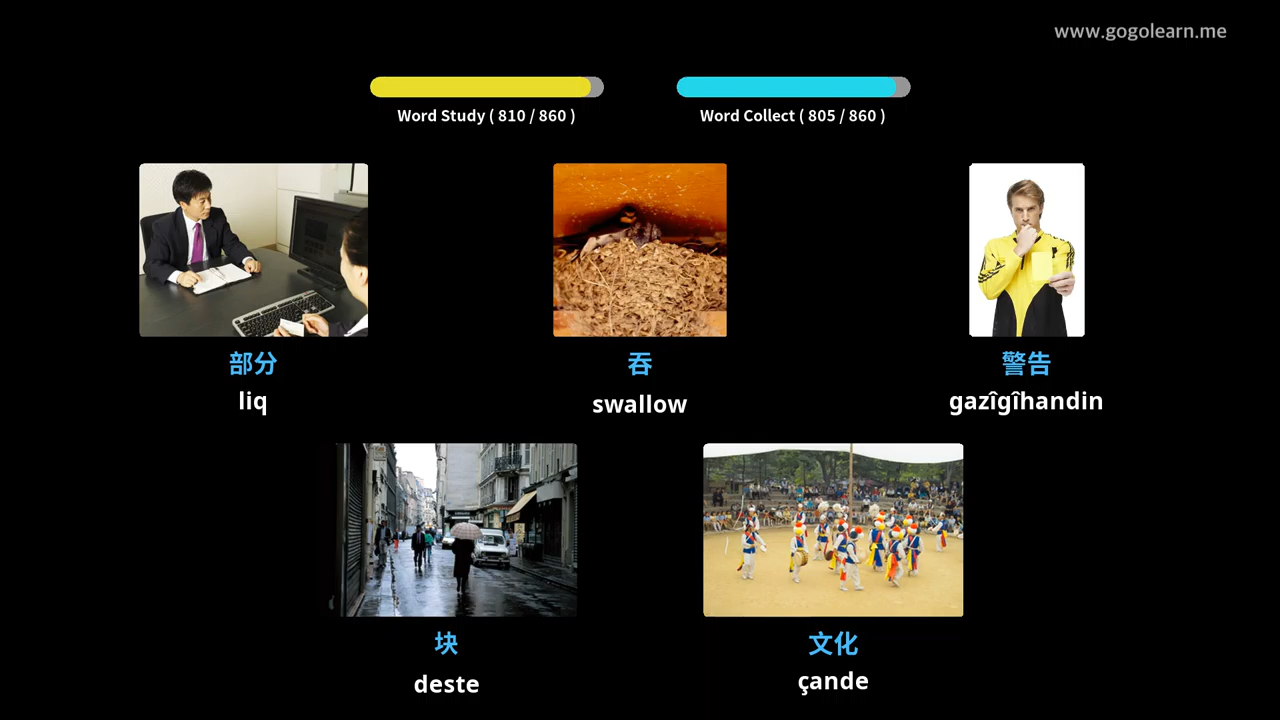 www.gogolearn.me
Word Study ( 810 / 860 )
Word Collect ( 805 / 860 )
部分
liq
吞
swallow
警告
gazîgîhandin
块
deste
文化
çande